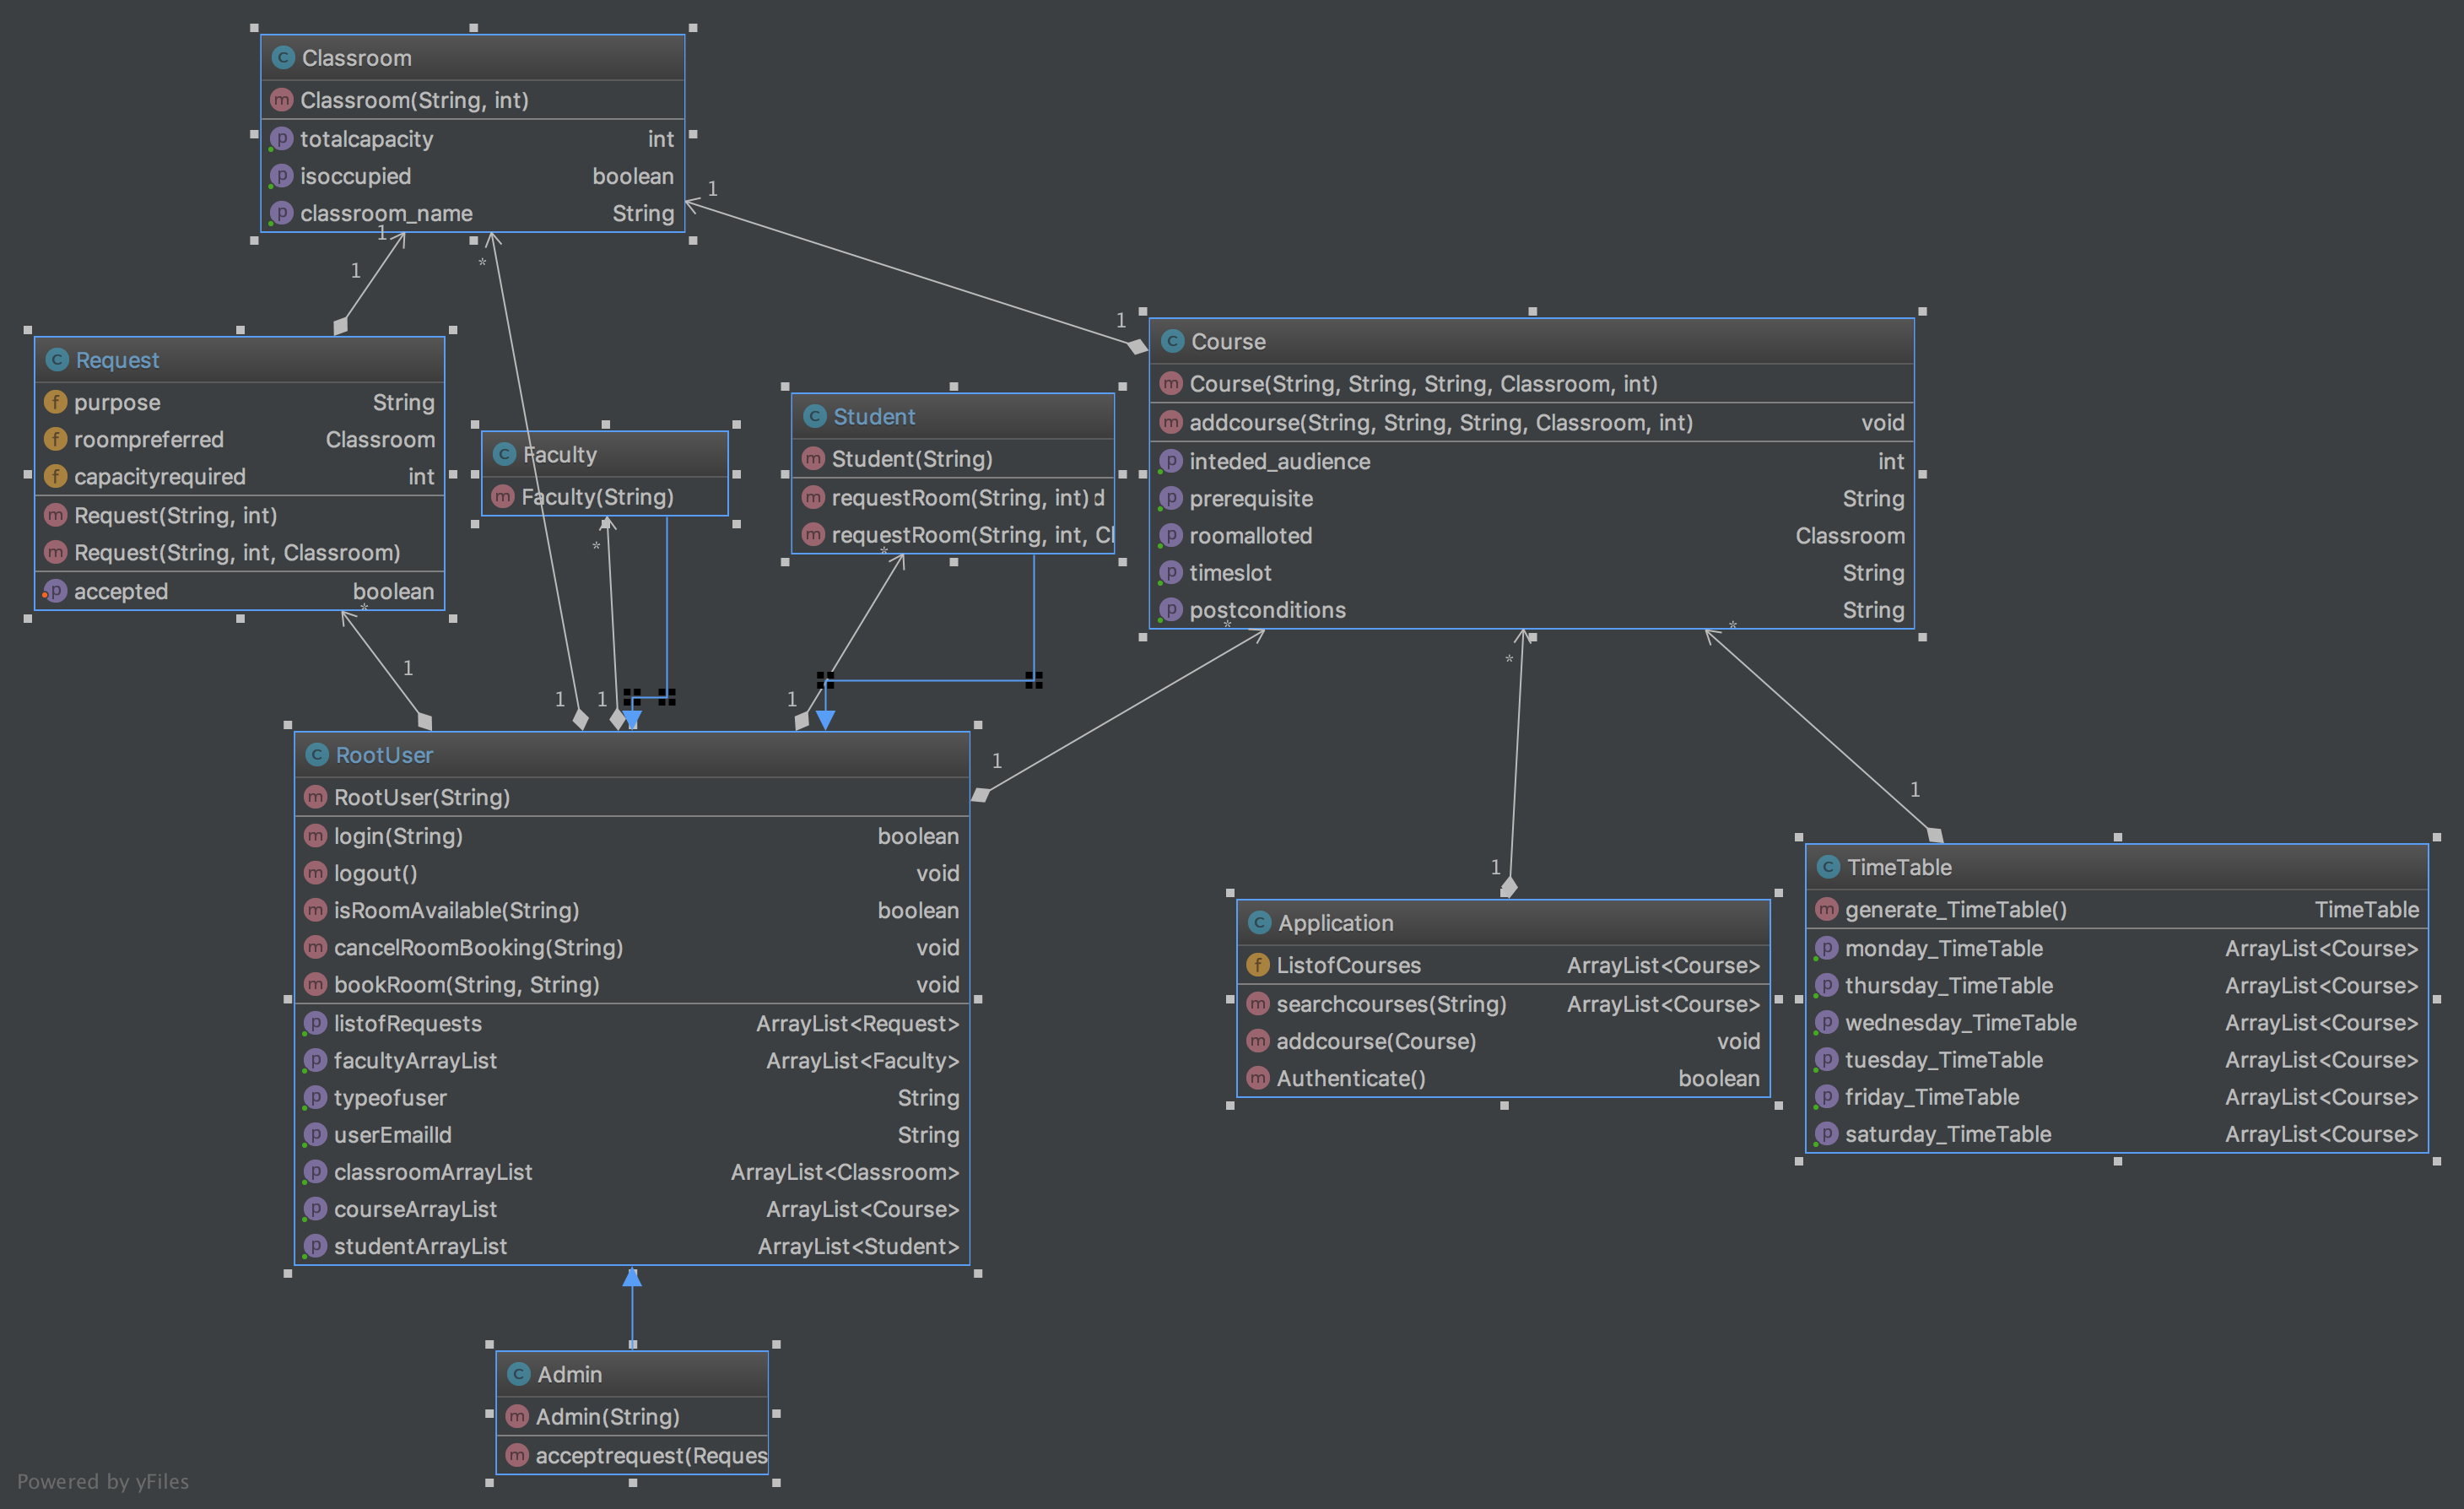 Classroom
Classroom(String, int)
totalcapacity int
isoccupied boolean
classroom_name String
1
1
*
1
1
Request
purpose String
roompreferred Classroom
capacityrequired int
Request(String, int)
Request(String, int, Classroom)
accepted boolean
*
1
Faculty
Faculty(String)
*
1
1
Student
Student(String)
requestRoom(String, int) d
requestRoom(String, int, Cl
*
1
Course
Course(String, String, String, Classroom, int)
addcourse(String, String, String, Classroom, int) void
inteded_audience int
prerequisite String
roomalloted Classroom
timeslot String
postconditions String
*
*
*
1
1
1
RootUser
RootUser(String)
login(String) boolean
logout() void
isRoomAvailable(String) boolean
cancelRoomBooking(String) void
bookRoom(String, String) void
listofRequests ArrayList<Request>
facultyArrayList ArrayList<Faculty>
typeofuser String
userEmailId String
classroomArrayList ArrayList<Classroom>
courseArrayList ArrayList<Course>
studentArrayList ArrayList<Student>
Application
ListofCourses ArrayList<Course>
searchcourses(String) ArrayList<Course>
addcourse(Course) void
Authenticate() boolean
TimeTable
generate_TimeTable() TimeTable
monday_TimeTable ArrayList<Course>
thursday_TimeTable ArrayList<Course>
wednesday_TimeTable ArrayList<Course>
tuesday_TimeTable ArrayList<Course>
friday_TimeTable ArrayList<Course>
saturday_TimeTable ArrayList<Course>
Admin
Admin(String)
acceptrequest(Reques
Powered by yFiles